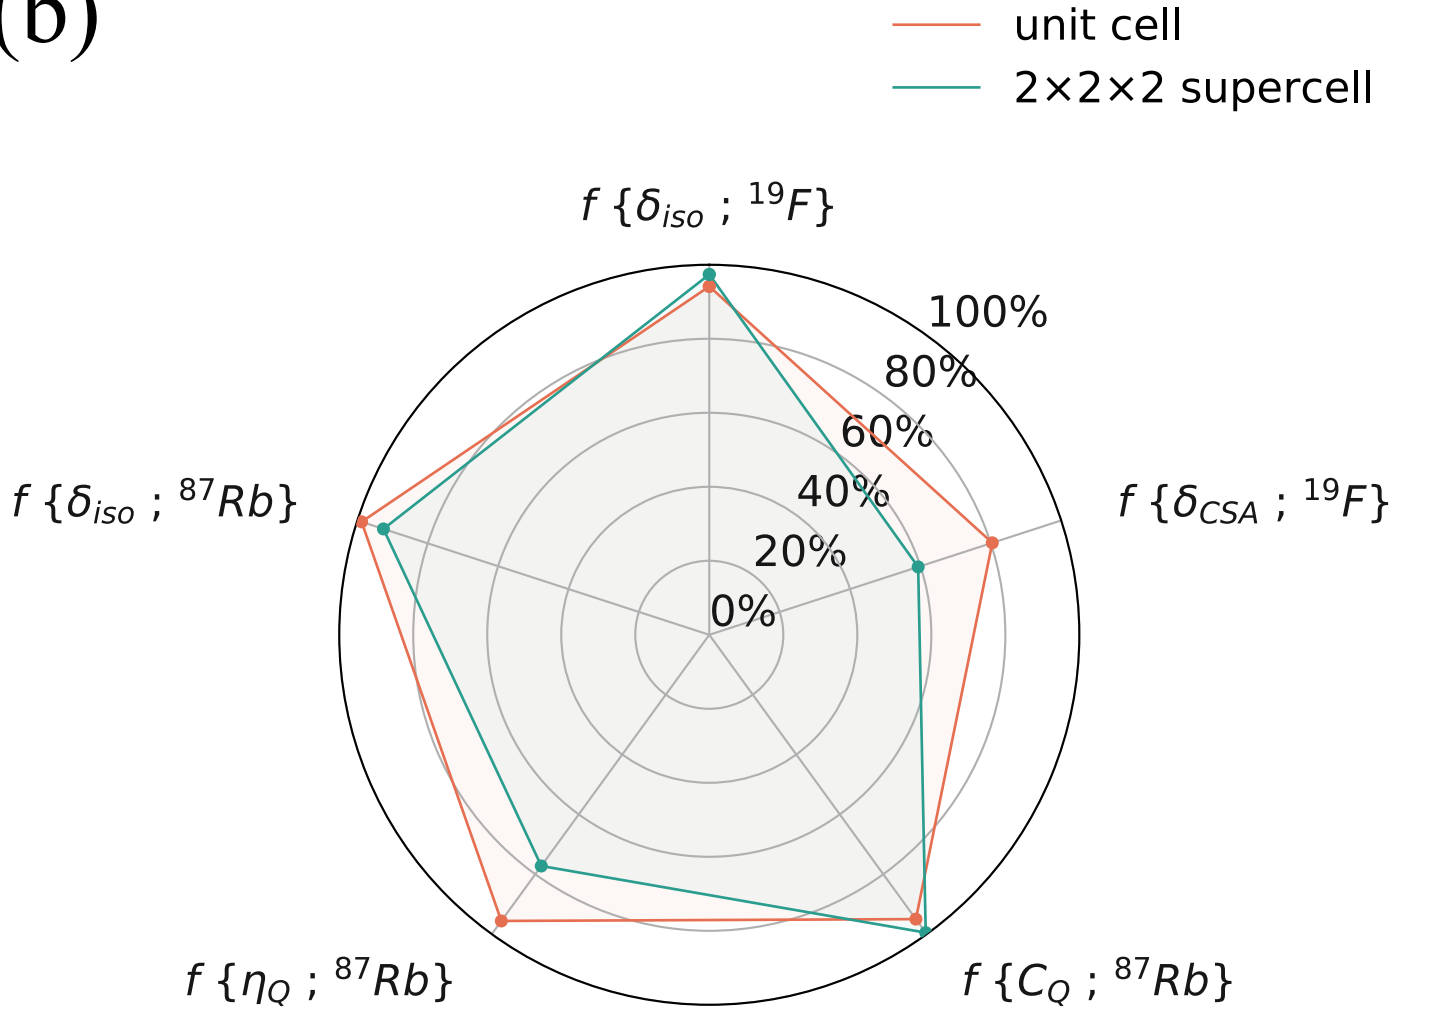 (b)
unit cell
2×2×2 supercell
f {δiso ; ¹⁹F}
100%
80%
60%
40%
20%
0%
f {δiso ; ⁸⁷Rb}
f {δCSA ; ¹⁹F}
f {ηQ ; ⁸⁷Rb}
f {CQ ; ⁸⁷Rb}